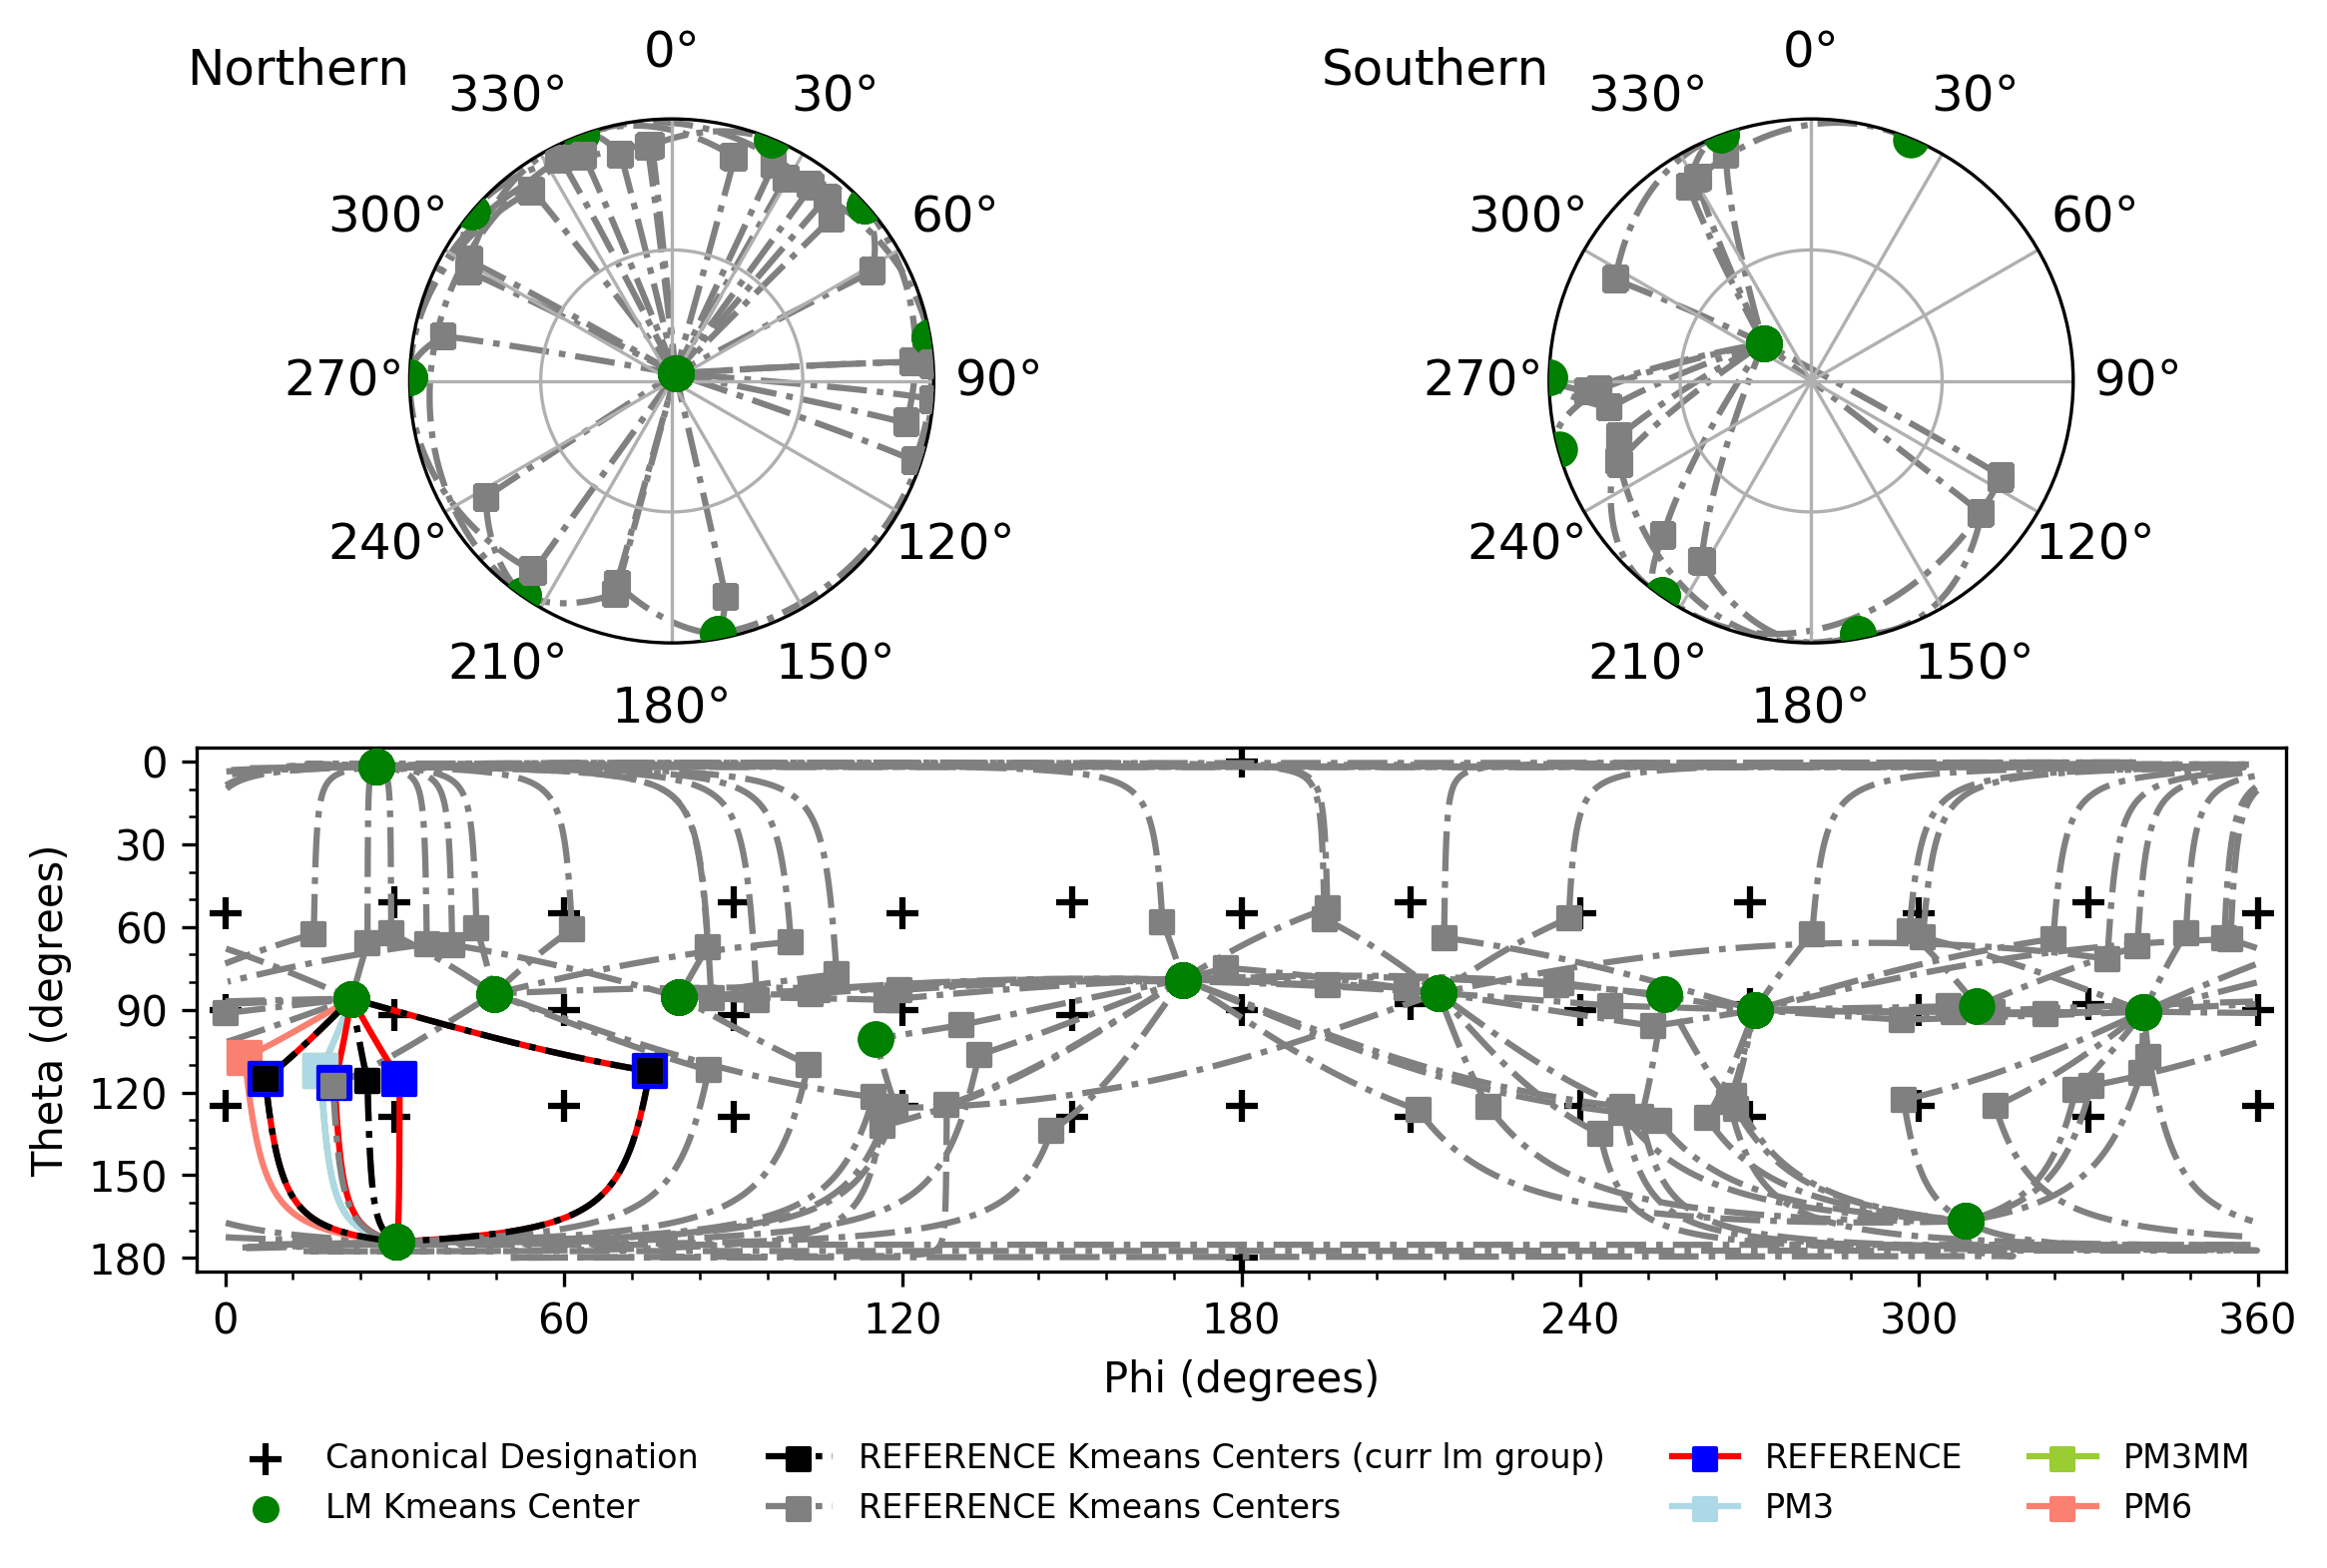 Northern
0°
30°
60°
90°
120°
150°
180°
210°
240°
270°
300°
330°
Southern
0°
30°
60°
90°
120°
150°
180°
210°
240°
270°
300°
330°
Theta (degrees)
0
30
60
90
120
150
180
0 60 120 180 240 300 360
Phi (degrees)
Canonical Designation
LM Kmeans Center
REFERENCE Kmeans Centers (curr lm group)
REFERENCE Kmeans Centers
REFERENCE
PM3
PM3MM
PM6